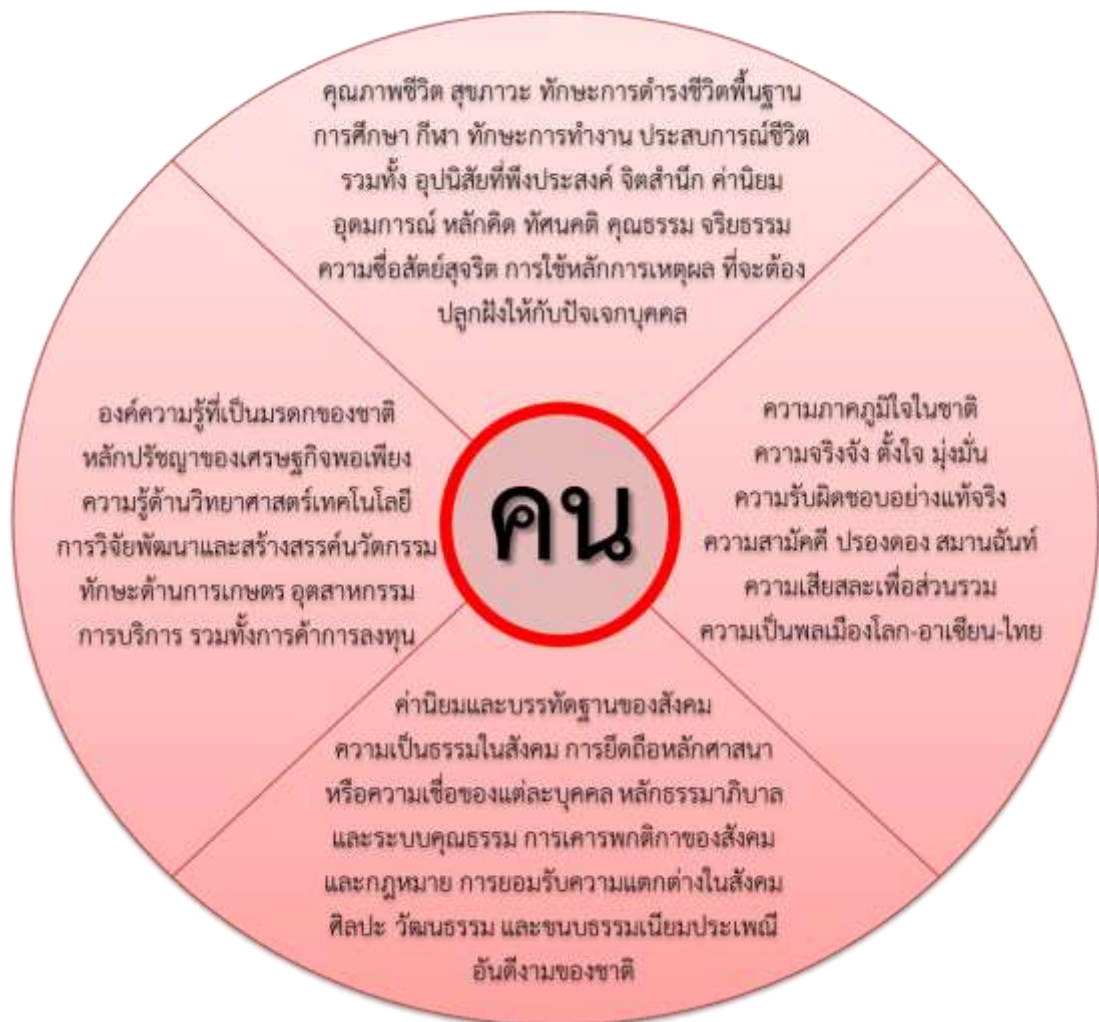 คุณภาพชีวิต สุขภาวะ ทักษะการดำรงชีวิตพื้นฐาน
การศึกษา กีฬา ทักษะการทำงาน ประสบการณ์ชีวิต
รวมทั้ง อุปนิสัยที่พึงประสงค์ จิตสำนึก ค่านิยม
อุดมการณ์ หลักคิด ทัศนคติ คุณธรรม จริยธรรม
ความซื่อสัตย์สุจริต การใช้หลักการเหตุผล ที่จะต้อง
ปลูกฝังให้กับปัจเจกบุคคล
องค์ความรู้ที่เป็นมรดกของชาติ
หลักปรัชญาของเศรษฐกิจพอเพียง
ความรู้ด้านวิทยาศาสตร์เทคโนโลยี
การวิจัยพัฒนาและสร้างสรรค์นวัตกรรม
ทักษะด้านการเกษตร อุตสาหกรรม
การบริการ รวมทั้งการค้าการลงทุน
คน
ความภาคภูมิใจในชาติ
ความจริงจัง ตั้งใจ มุ่งมั่น
ความรับผิดชอบอย่างแท้จริง
ความสามัคคี ปรองดอง สมานฉันท์
ความเสียสละเพื่อส่วนรวม
ความเป็นพลเมืองโลก-อาเซียน-ไทย
ค่านิยมและบรรทัดฐานของสังคม
ความเป็นธรรมในสังคม การยึดถือหลักศาสนา
หรือความเชื่อของแต่ละบุคคล หลักธรรมาภิบาล
และระบบคุณธรรม การเคารพกติกาของสังคม
และกฎหมาย การยอมรับความแตกต่างในสังคม
ศิลปะ วัฒนธรรม และขนบธรรมเนียมประเพณี
อันดีงามของชาติ